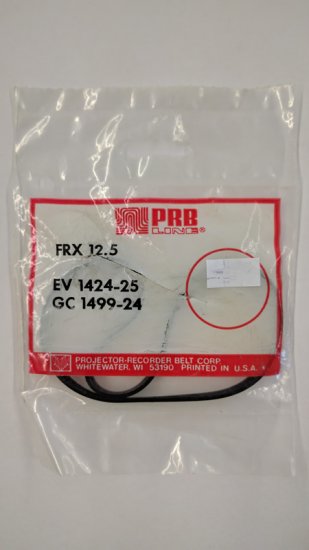 PRB
LINE®
FRX 12.5
EV 1424-25
GC 1499-24
PROJECTOR-RECORDER BELT CORP.
WHITEWATER, WI 53190 PRINTED IN U.S.A.